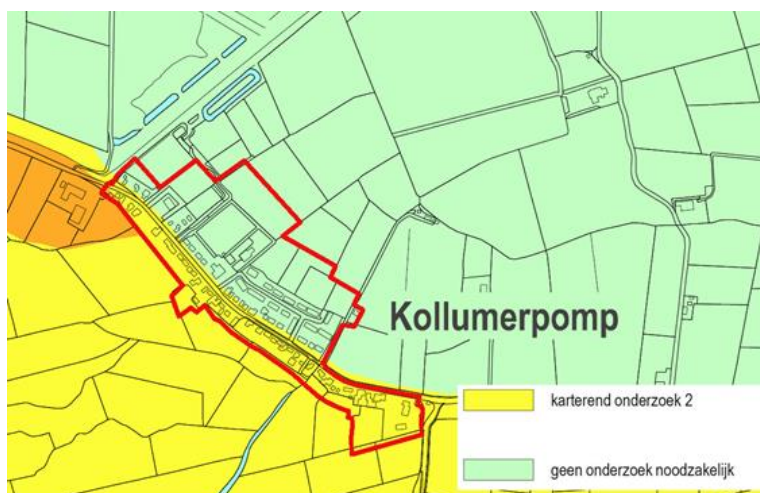 Kollumerpomp
karterend onderzoek 2
geen onderzoek noodzakelijk